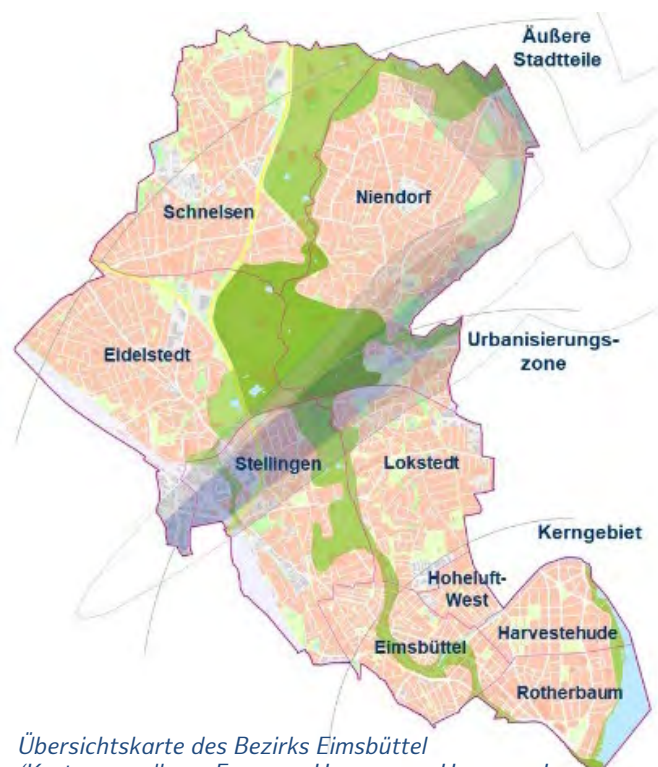 Äußere
Stadtteile
Niendorf
Schnelsen
Urbanisierungs-
zone
Eidelstedt
Stellingen
Lokstedt
Kerngebiet
Hoheluft-
West
Harvestehude
Eimsbüttel
Rotherbaum
Übersichtskarte des Bezirks Eimsbüttel